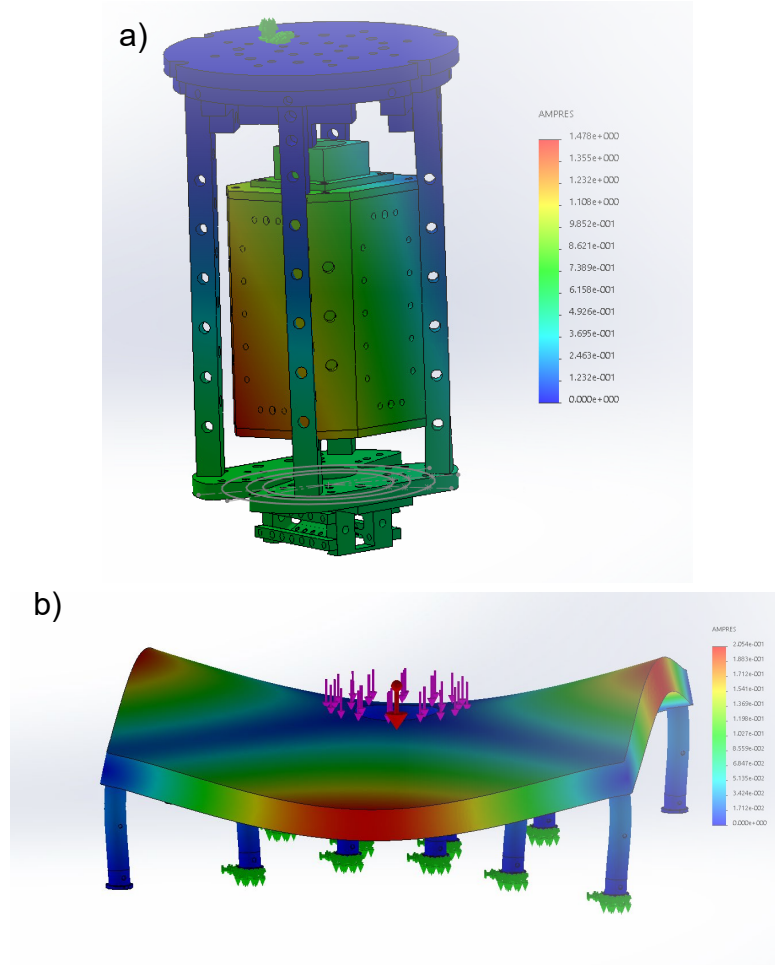 a)
AMPRES
1.478e+000
1.355e+000
1.232e+000
1.108e+000
9.852e-001
8.621e-001
7.389e-001
6.158e-001
4.926e-001
3.695e-001
2.463e-001
1.232e-001
0.000e+000
b)
AMPRES
2.054e-001
1.883e-001
1.712e-001
1.541e-001
1.369e-001
1.198e-001
1.027e-001
8.559e-002
6.847e-002
5.135e-002
3.424e-002
1.712e-002
0.000e+000